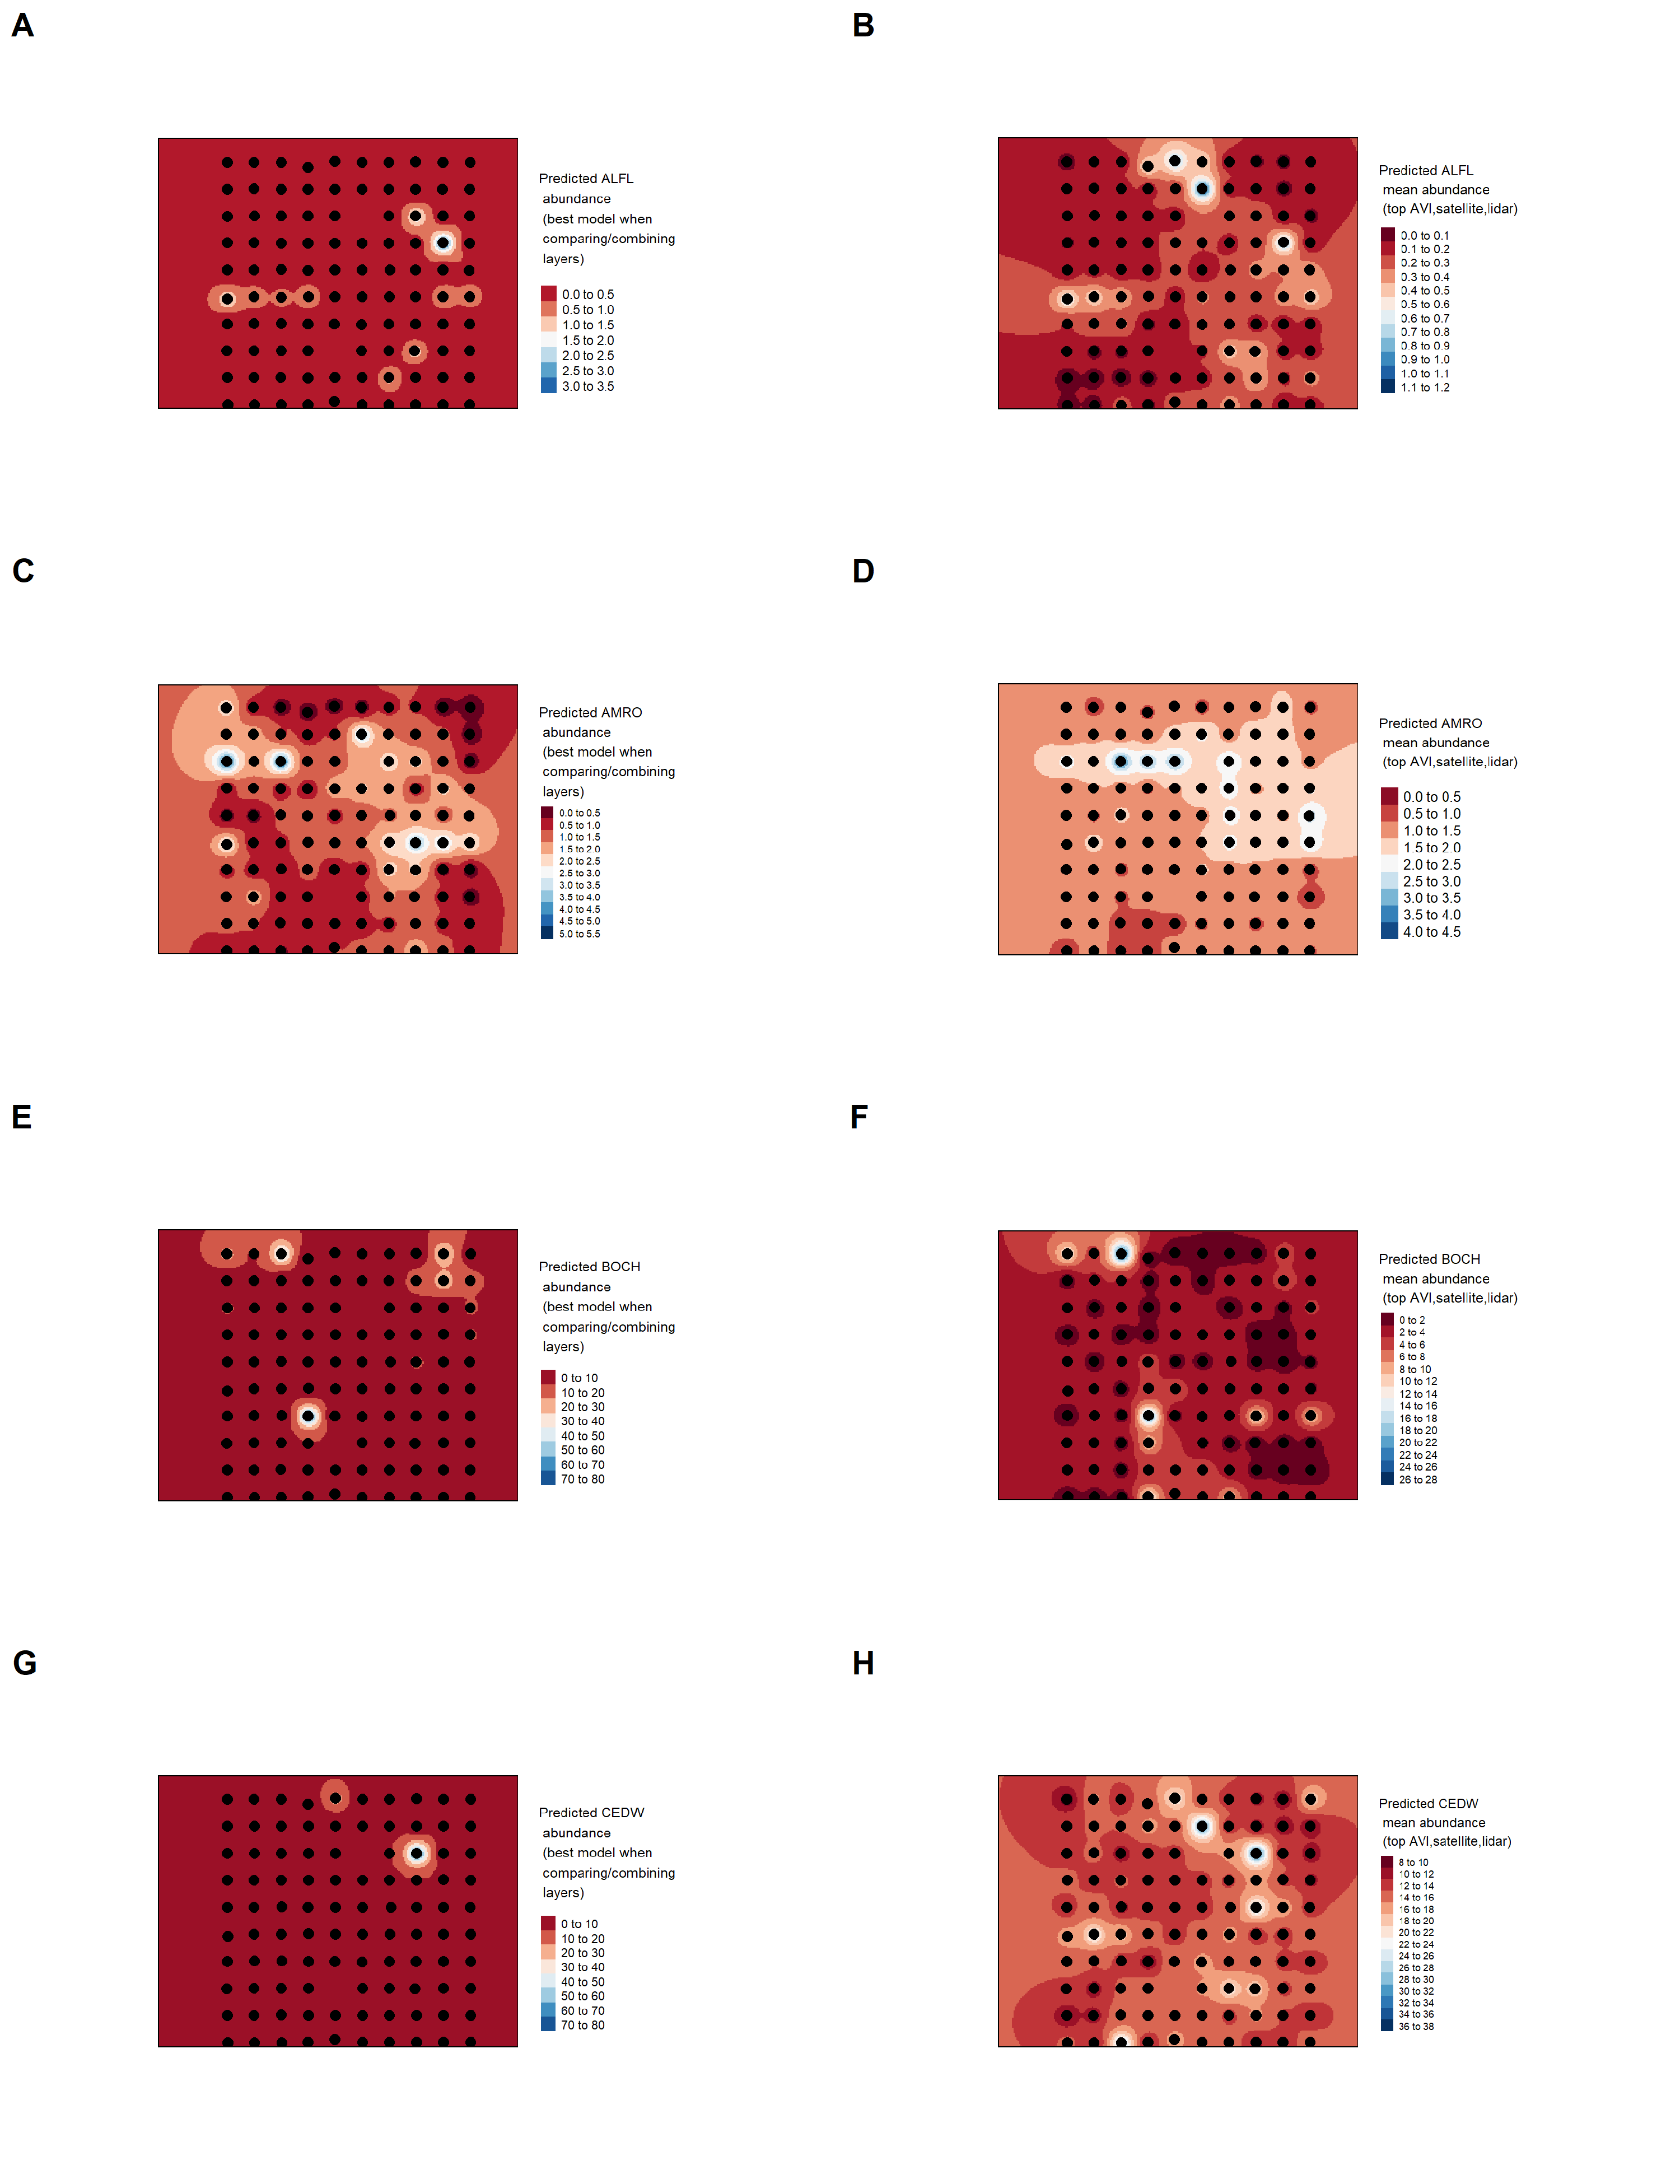 A
Predicted ALFL
abundance
(best model when
comparing/combining
layers)
0.0 to 0.5
0.5 to 1.0
1.0 to 1.5
1.5 to 2.0
2.0 to 2.5
2.5 to 3.0
3.0 to 3.5
B
Predicted ALFL
mean abundance
(top AVI,satellite,lidar)
0.0 to 0.1
0.1 to 0.2
0.2 to 0.3
0.3 to 0.4
0.4 to 0.5
0.5 to 0.6
0.6 to 0.7
0.7 to 0.8
0.8 to 0.9
0.9 to 1.0
1.0 to 1.1
1.1 to 1.2
C
Predicted AMRO
abundance
(best model when
comparing/combining
layers)
0.0 to 0.5
0.5 to 1.0
1.0 to 1.5
1.5 to 2.0
2.0 to 2.5
2.5 to 3.0
3.0 to 3.5
3.5 to 4.0
4.0 to 4.5
4.5 to 5.0
5.0 to 5.5
D
Predicted AMRO
mean abundance
(top AVI,satellite,lidar)
0.0 to 0.5
0.5 to 1.0
1.0 to 1.5
1.5 to 2.0
2.0 to 2.5
2.5 to 3.0
3.0 to 3.5
3.5 to 4.0
4.0 to 4.5
E
Predicted BOCH
abundance
(best model when
comparing/combining
layers)
0 to 10
10 to 20
20 to 30
30 to 40
40 to 50
50 to 60
60 to 70
70 to 80
F
Predicted BOCH
mean abundance
(top AVI,satellite,lidar)
0 to 2
2 to 4
4 to 6
6 to 8
8 to 10
10 to 12
12 to 14
14 to 16
16 to 18
18 to 20
20 to 22
22 to 24
24 to 26
26 to 28
G
Predicted CEDW
abundance
(best model when
comparing/combining
layers)
0 to 10
10 to 20
20 to 30
30 to 40
40 to 50
50 to 60
60 to 70
70 to 80
H
Predicted CEDW
mean abundance
(top AVI,satellite,lidar)
8 to 10
10 to 12
12 to 14
14 to 16
16 to 18
18 to 20
20 to 22
22 to 24
24 to 26
26 to 28
28 to 30
30 to 32
32 to 34
34 to 36
36 to 38